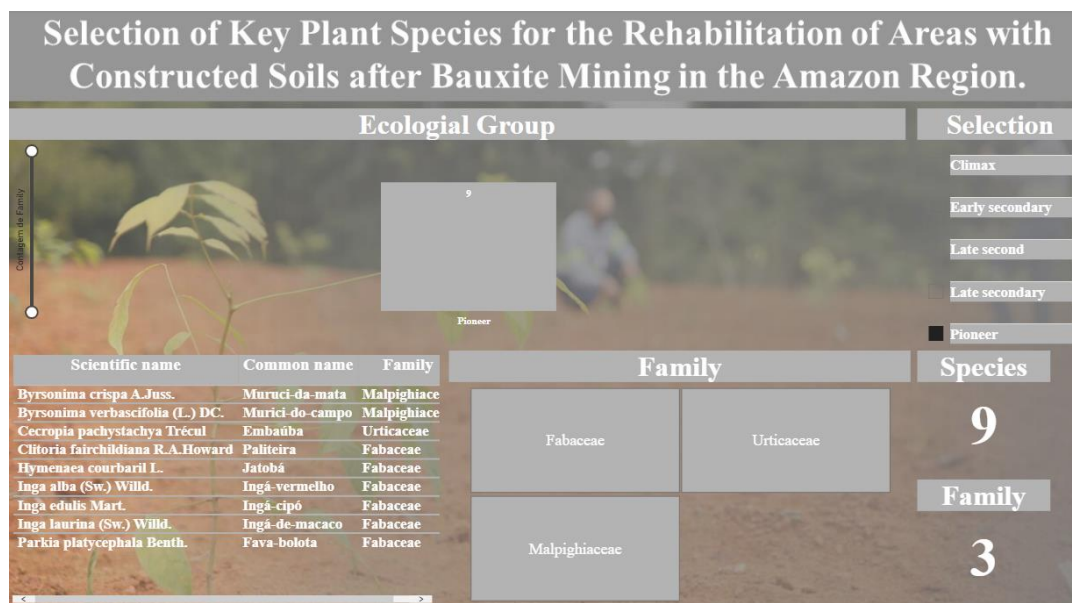 Selection of Key Plant Species for the Rehabilitation of Areas with
Constructed Soils after Bauxite Mining in the Amazon Region.
Ecologial Group
Selection
Contagem de Family
9
Pioneer
Climax
Early secondary
Late second
Late secondary
Pioneer
Scientific name Common name Family
Byrsonima crispa A.Juss. Muruci-da-mata Malpighiace
Byrsonima verbascifolia (L.) DC. Murici-do-campo Malpighiace
Cecropia pachystachya Trécul Embaúba Urticaceae
Clitoria fairchildiana R.A.Howard Paliteira Fabaceae
Hymenaea courbaril L. Jatobá Fabaceae
Inga alba (Sw.) Willd. Ingá-vermelho Fabaceae
Inga edulis Mart. Ingá-cipó Fabaceae
Inga laurina (Sw.) Willd. Ingá-de-macaco Fabaceae
Parkia platycephala Benth. Fava-bolota Fabaceae
Family
Fabaceae
Urticaceae
Malpighiaceae
Species
9
Family
3